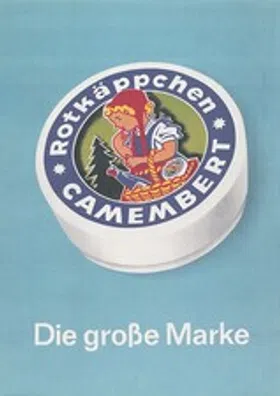 Rotkäppchen
CAMEMBERT
Die große Marke